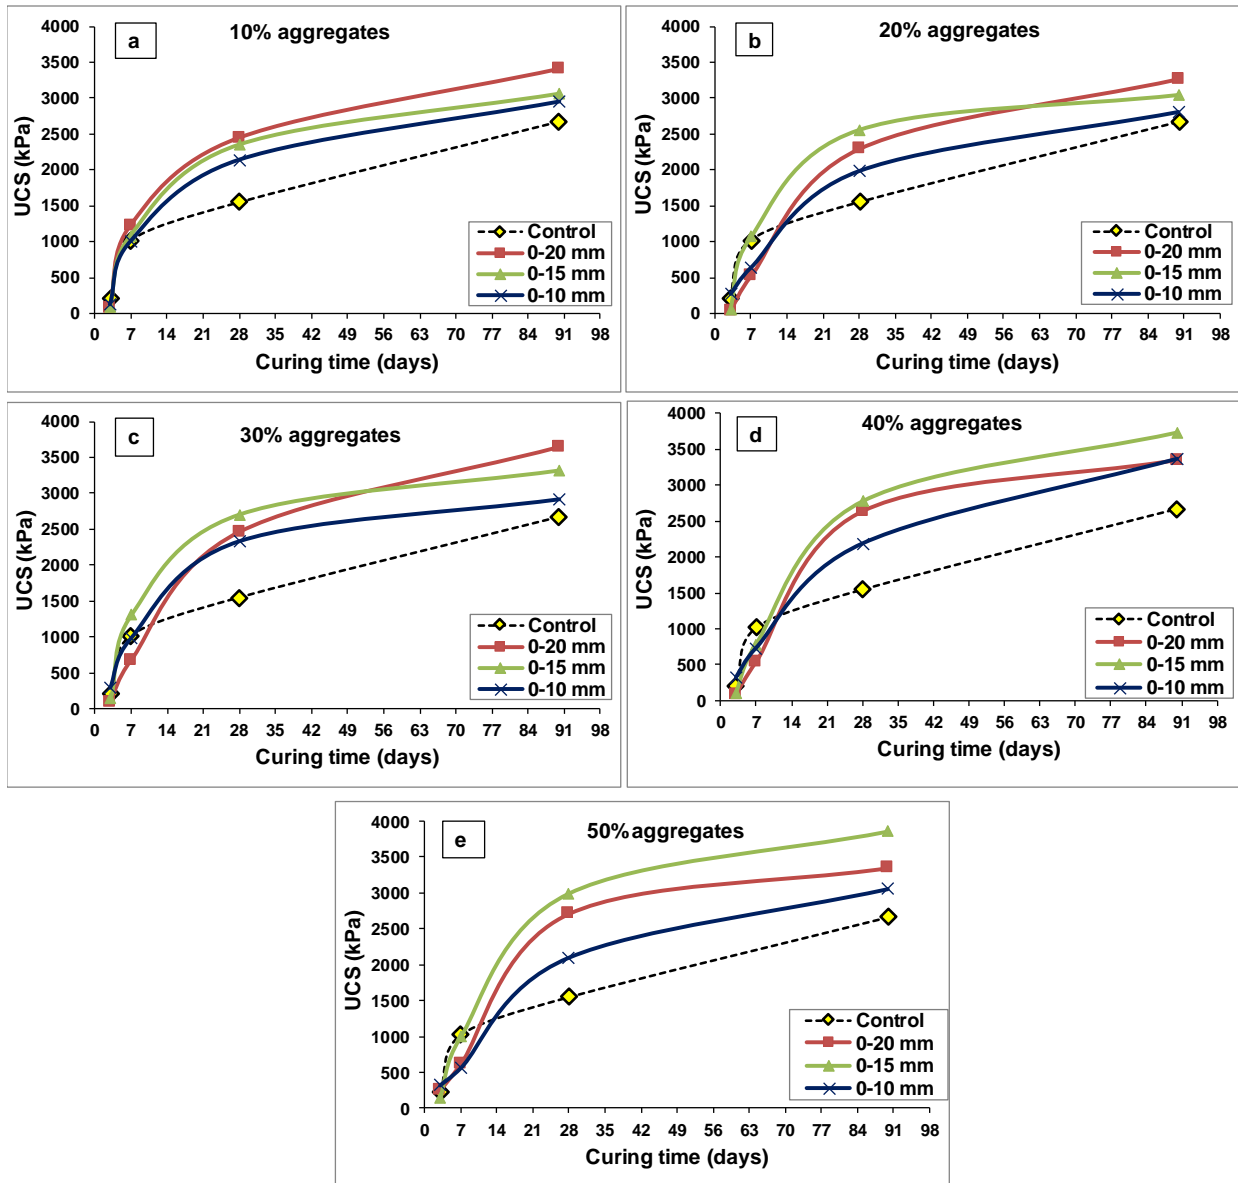 a
10% aggregates
4000
3500
3000
2500
2000
1500
1000
500
0
UCS (kPa)
Control
0-20 mm
0-15 mm
0-10 mm
0 7 14 21 28 35 42 49 56 63 70 77 84 91 98
Curing time (days)
b
20% aggregates
4000
3500
3000
2500
2000
1500
1000
500
0
UCS (kPa)
Control
0-20 mm
0-15 mm
0-10 mm
0 7 14 21 28 35 42 49 56 63 70 77 84 91 98
Curing time (days)
c
30% aggregates
4000
3500
3000
2500
2000
1500
1000
500
0
UCS (kPa)
Control
0-20 mm
0-15 mm
0-10 mm
0 7 14 21 28 35 42 49 56 63 70 77 84 91 98
Curing time (days)
d
40% aggregates
4000
3500
3000
2500
2000
1500
1000
500
0
UCS (kPa)
Control
0-20 mm
0-15 mm
0-10 mm
0 7 14 21 28 35 42 49 56 63 70 77 84 91 98
Curing time (days)
e
50% aggregates
4000
3500
3000
2500
2000
1500
1000
500
0
UCS (kPa)
Control
0-20 mm
0-15 mm
0-10 mm
0 7 14 21 28 35 42 49 56 63 70 77 84 91 98
Curing time (days)